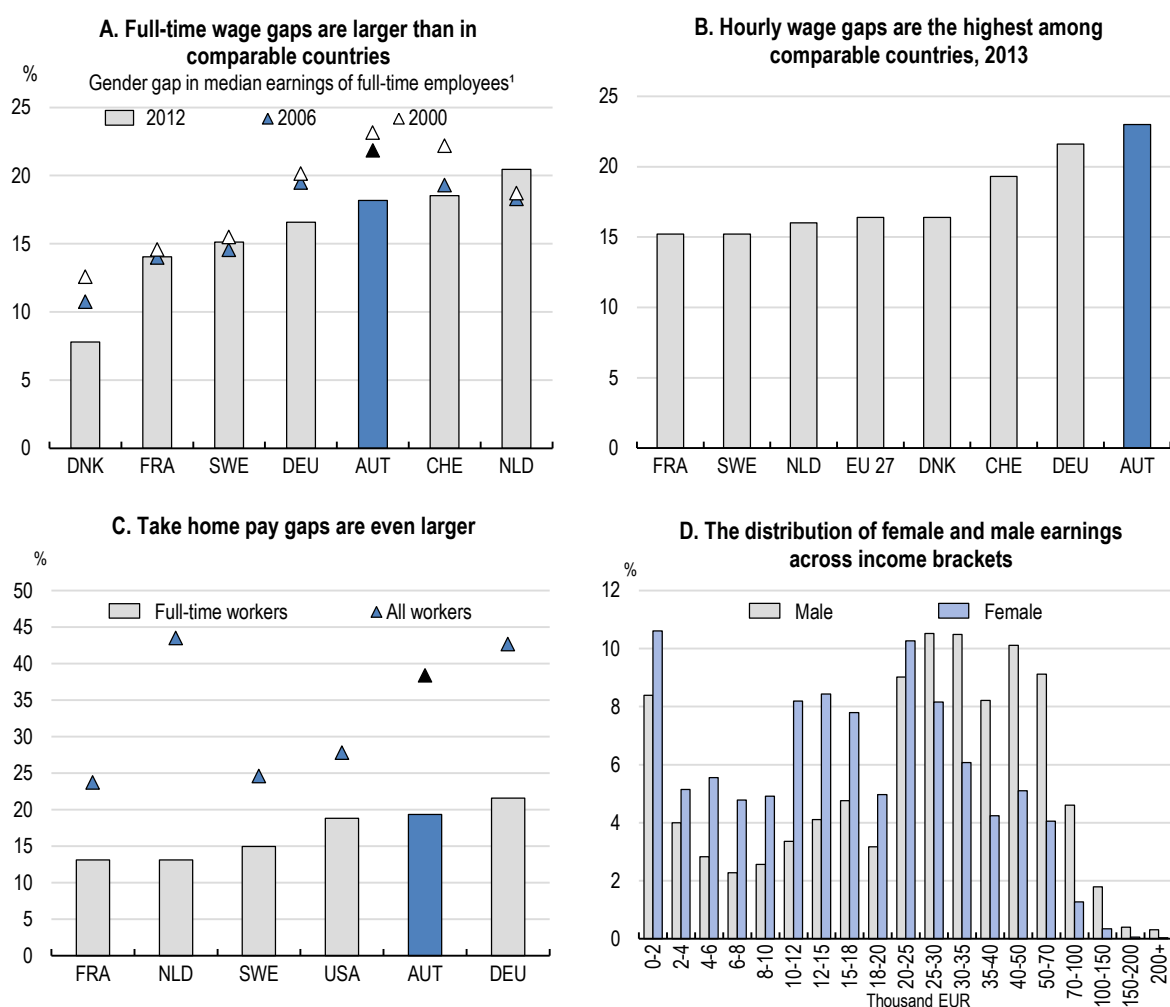 A. Full-time wage gaps are larger than in
comparable countries
%
Gender gap in median earnings of full-time employees¹
2012 2006 2000
25
20
15
10
5
0
DNK FRA SWE DEU AUT CHE NLD
B. Hourly wage gaps are the highest among
comparable countries, 2013
25
20
15
10
5
0
FRA SWE NLD EU 27 DNK CHE DEU AUT
C. Take home pay gaps are even larger
%
Full-time workers All workers
50
45
40
35
30
25
20
15
10
5
0
FRA NLD SWE USA AUT DEU
D. The distribution of female and male earnings
across income brackets
%
Male Female
12
10
8
6
4
2
0
0-2 2-4 4-6 6-8 8-10 10-12 12-15 15-18 18-20 20-25 25-30 30-35 35-40 40-50 50-70 70-100 100-150 150-200 200+
Thousand EUR